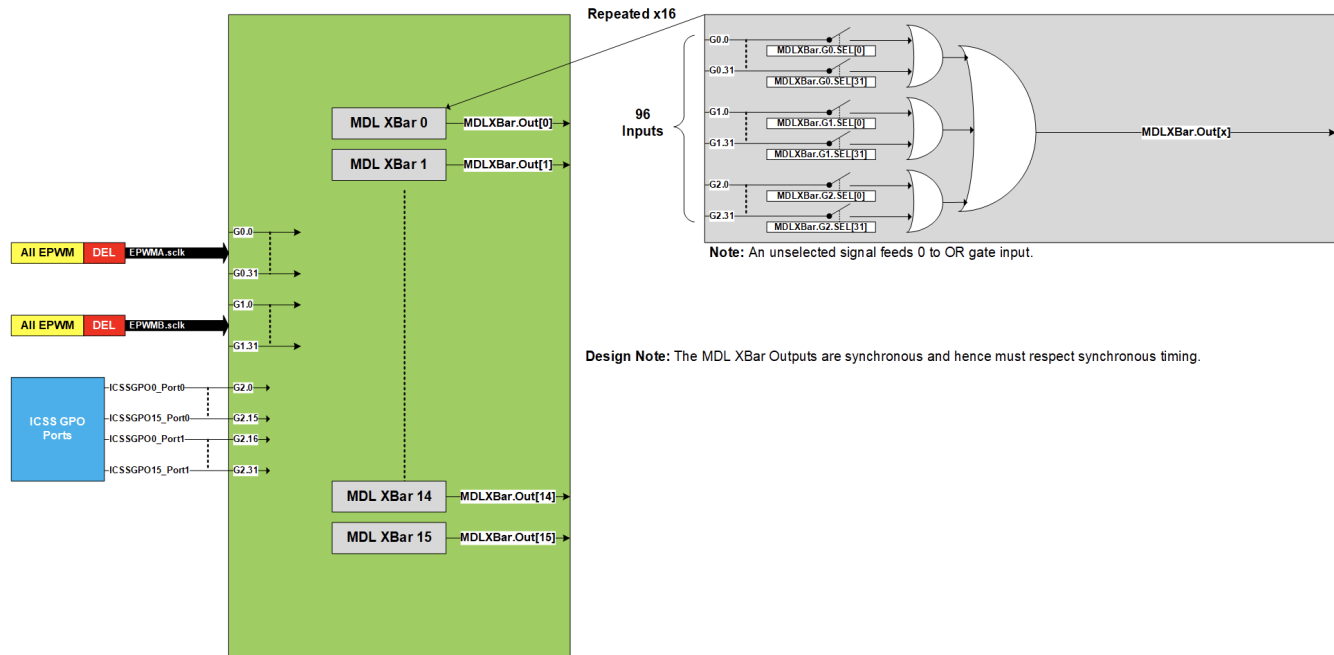 Repeated x16
MDL XBar 0
MDLXBar.Out[0]
MDL XBar 1
MDLXBar.Out[1]
G0.0
All EPWM
DEL
EPWMA.sclk
G0.31
G1.0
All EPWM
DEL
EPWMB.sclk
G1.31
ICSS GPO
Ports
ICSSGPO0_Port0
G2.0
ICSSGPO15_Port0
G2.15
ICSSGPO0_Port1
G2.16
ICSSGPO15_Port1
G2.31
MDL XBar 14
MDLXBar.Out[14]
MDL XBar 15
MDLXBar.Out[15]
96
Inputs
G0.0
MDLXBar.G0.SEL[0]
G0.31
MDLXBar.G0.SEL[31]
G1.0
MDLXBar.G1.SEL[0]
G1.31
MDLXBar.G1.SEL[31]
G2.0
MDLXBar.G2.SEL[0]
G2.31
MDLXBar.G2.SEL[31]
MDLXBar.Out[x]
Note: An unselected signal feeds 0 to OR gate input.
Design Note: The MDL XBar Outputs are synchronous and hence must respect synchronous timing.